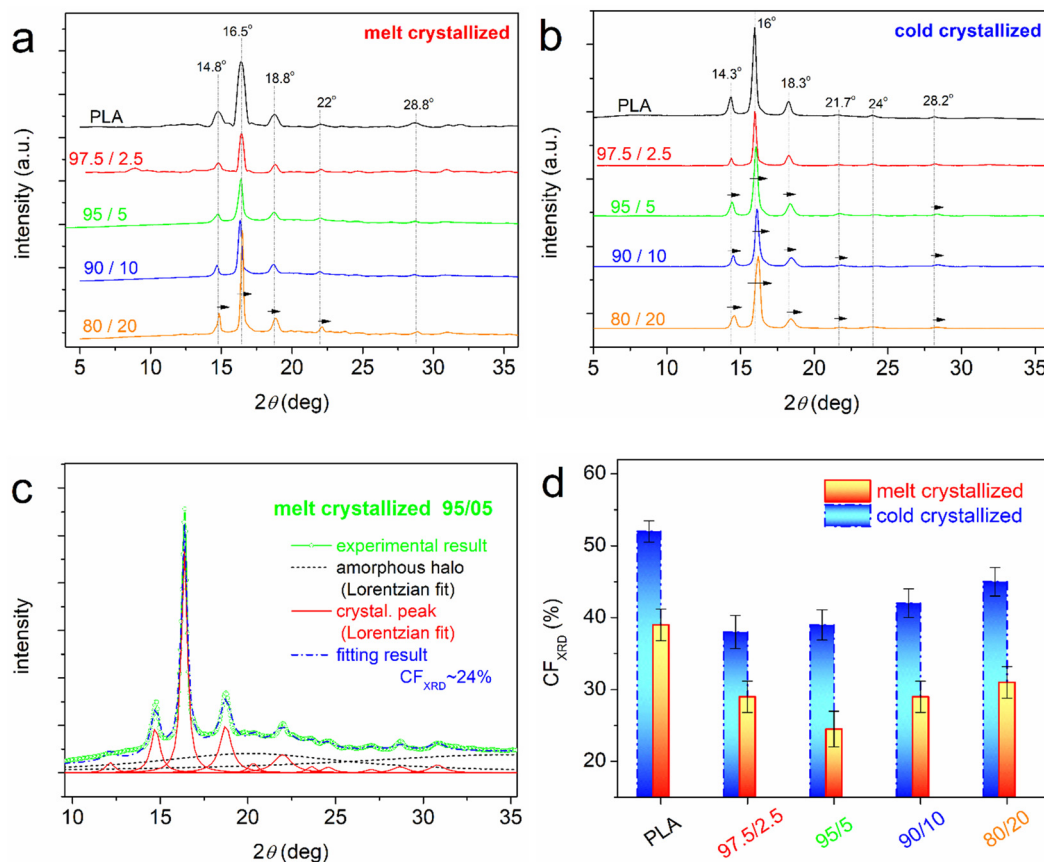 a
melt crystallized
16.5°
14.8°
18.8°
22°
28.8°
PLA
97.5 / 2.5
95 / 5
90 / 10
80 / 20
intensity (a.u.)
5 10 15 20 25 30 35
2θ (deg)
b
cold crystallized
16°
14.3°
18.3°
21.7°
24°
28.2°
PLA
97.5 / 2.5
95 / 5
90 / 10
80 / 20
intensity (a.u.)
5 10 15 20 25 30 35
2θ (deg)
c
melt crystallized 95/05
experimental result
amorphous halo
(Lorentzian fit)
crystal. peak
(Lorentzian fit)
fitting result
CF_XRD~24%
intensity
10 15 20 25 30 35
2θ (deg)
d
melt crystallized
cold crystallized
60
50
40
30
20
CF_XRD (%)
PLA 97.5/2.5 95/5 90/10 80/20